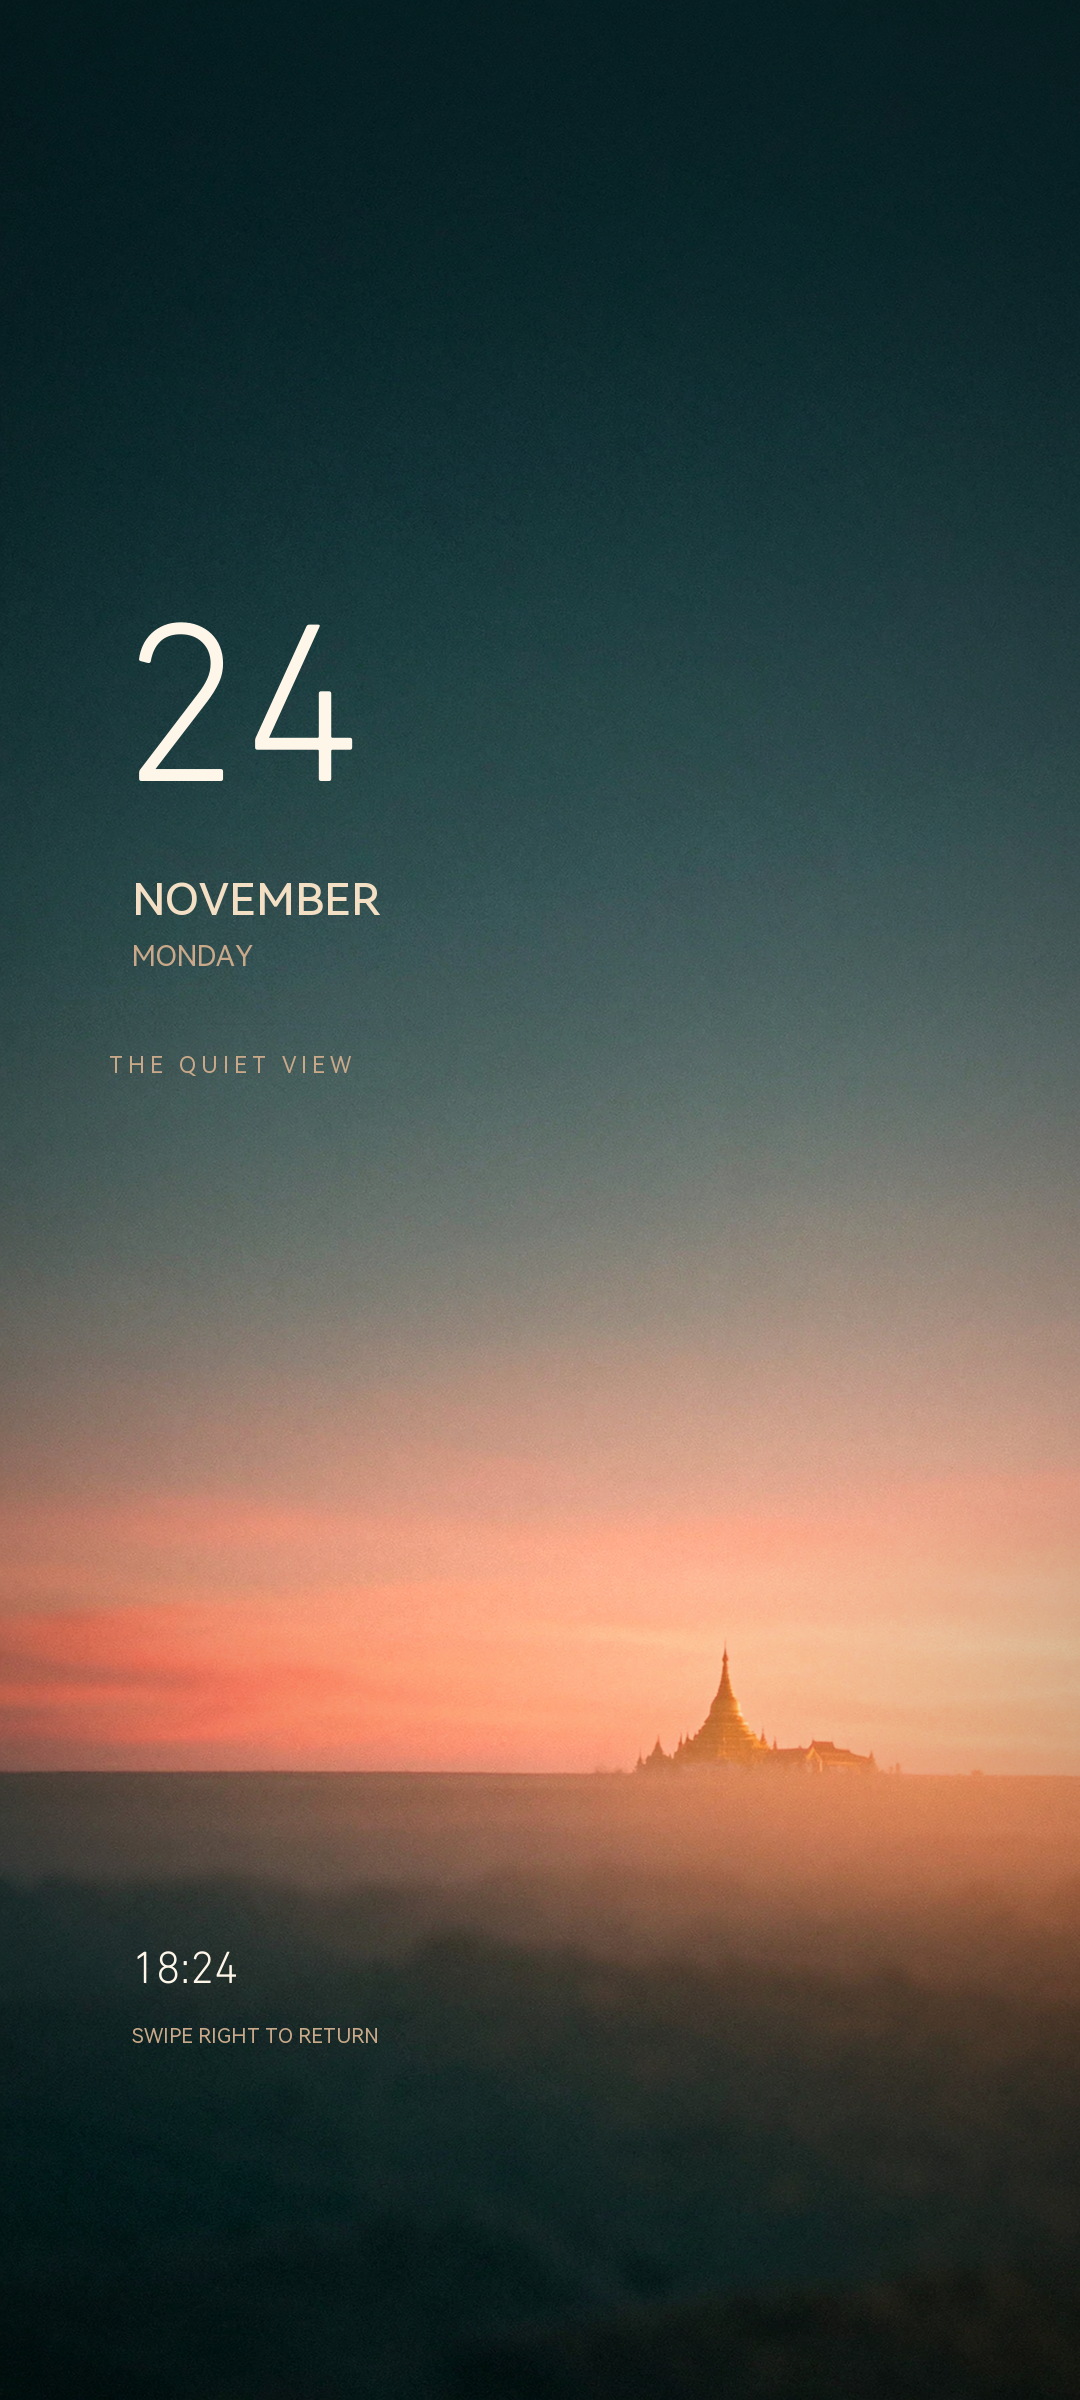 24
NOVEMBER
MONDAY
THE QUIET VIEW
18:24
SWIPE RIGHT TO RETURN